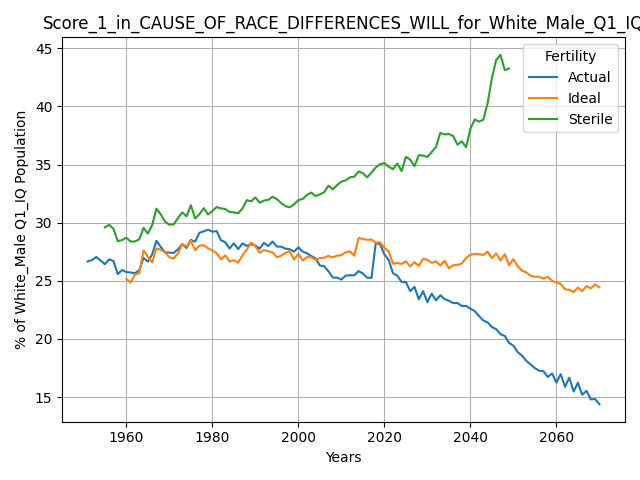 Score_1_in_CAUSE_OF_RACE_DIFFERENCES_WILL_for_White_Male_Q1_IQ
Fertility
Actual
Ideal
Sterile
% of White_Male Q1_IQ Population
45
40
35
30
25
20
15
1960 1980 2000 2020 2040 2060
Years